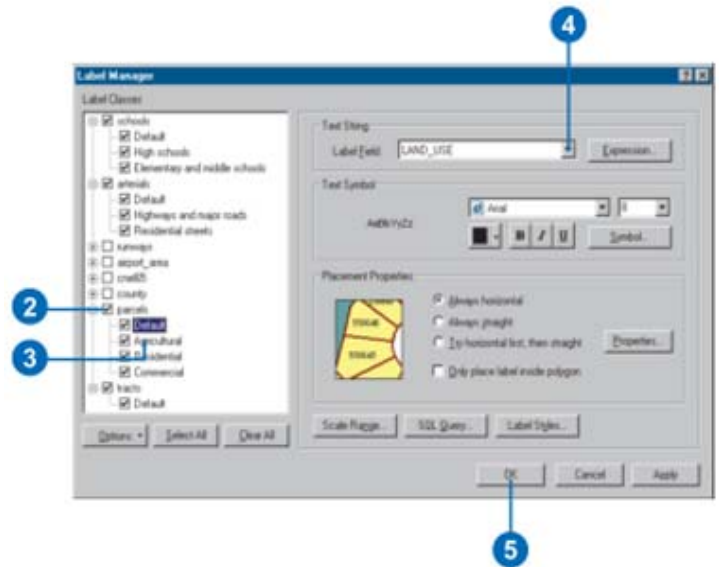 4
Label Manager
Label Classes
schools
Default
High schools
Elementary and middle schools
arterials
Default
Highways and major roads
Residential streets
runways
airport_area
county
parcels
Default
Agricultural
Residential
Commercial
tracts
Default
Options
Select All
Clear All
Text String
Label Field:
LAND_USE
Expression...
Text Symbol
AaBbYyZz
Arial
8
B I U
Symbol...
Placement Properties
Always horizontal
Always straight
Try horizontal first, then straight
Only place label inside polygon
Properties...
Scale Range...
SQL Query...
Label Styles...
OK
Cancel
Apply
2
3
5